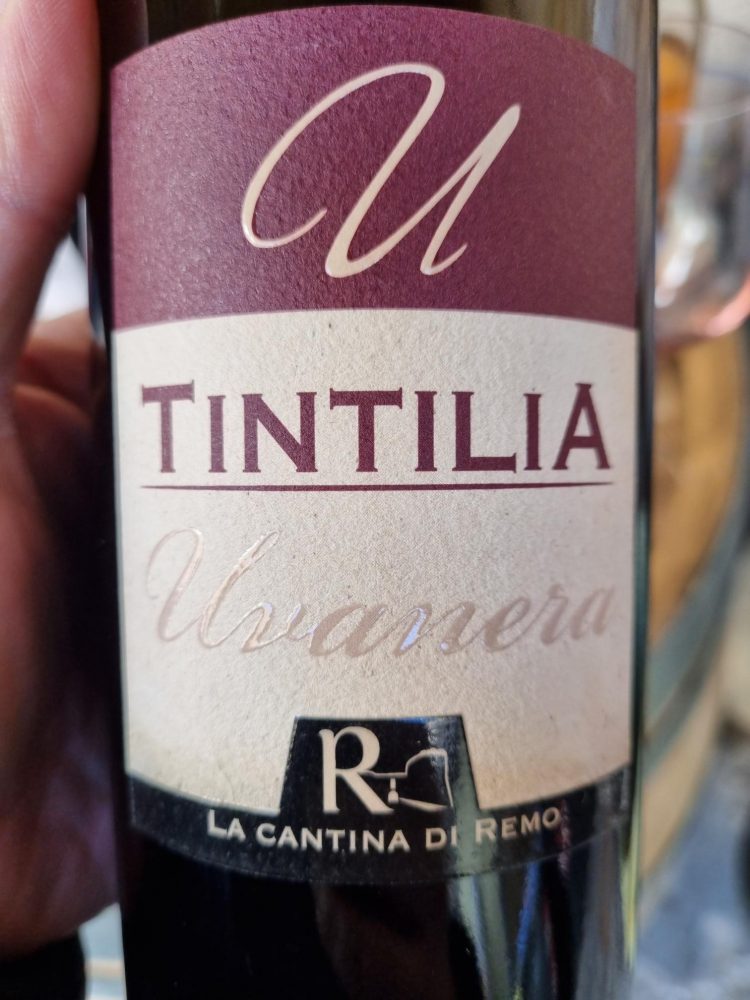 U
TINTILIA
Uvanera
R
LA CANTINA DI REMO